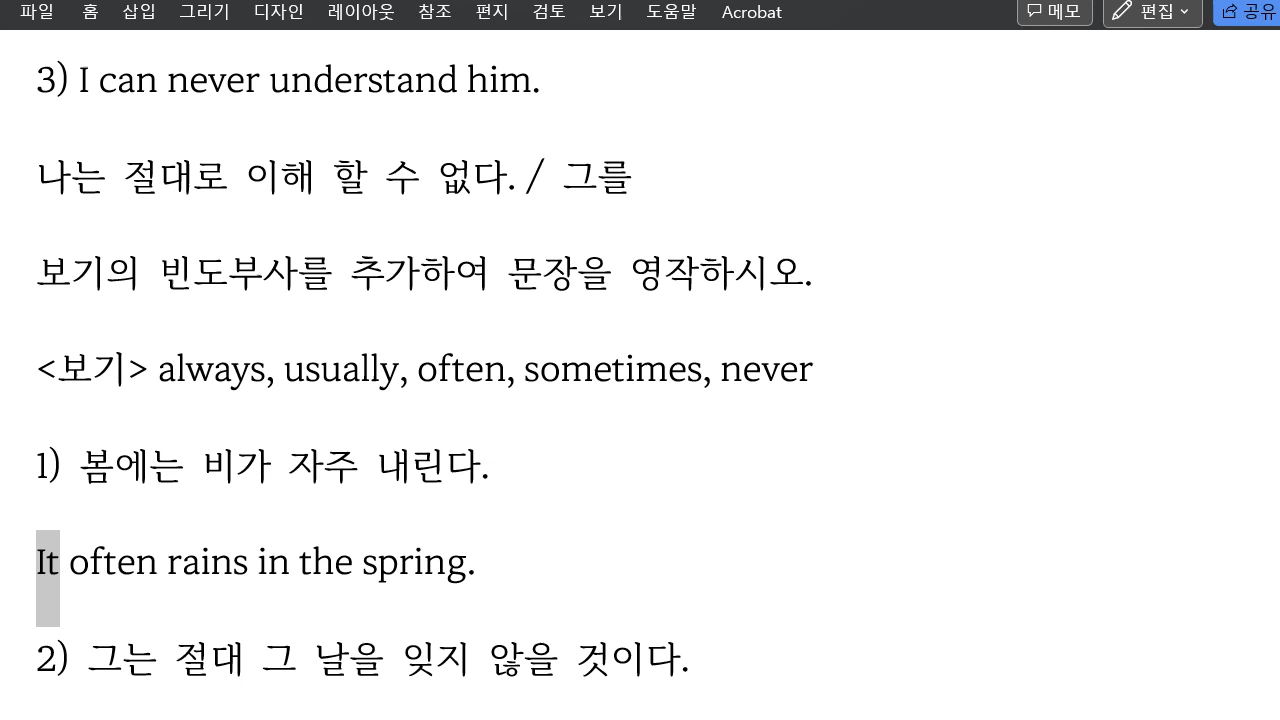 파일 홈 삽입 그리기 디자인 레이아웃 참조 편지 검토 보기 도움말 Acrobat 메모 편집 공유
3) I can never understand him.
나는 절대로 이해 할 수 없다. / 그를
보기의 빈도부사를 추가하여 문장을 영작하시오.
<보기> always, usually, often, sometimes, never
1) 봄에는 비가 자주 내린다.
It often rains in the spring.
2) 그는 절대 그 날을 잊지 않을 것이다.